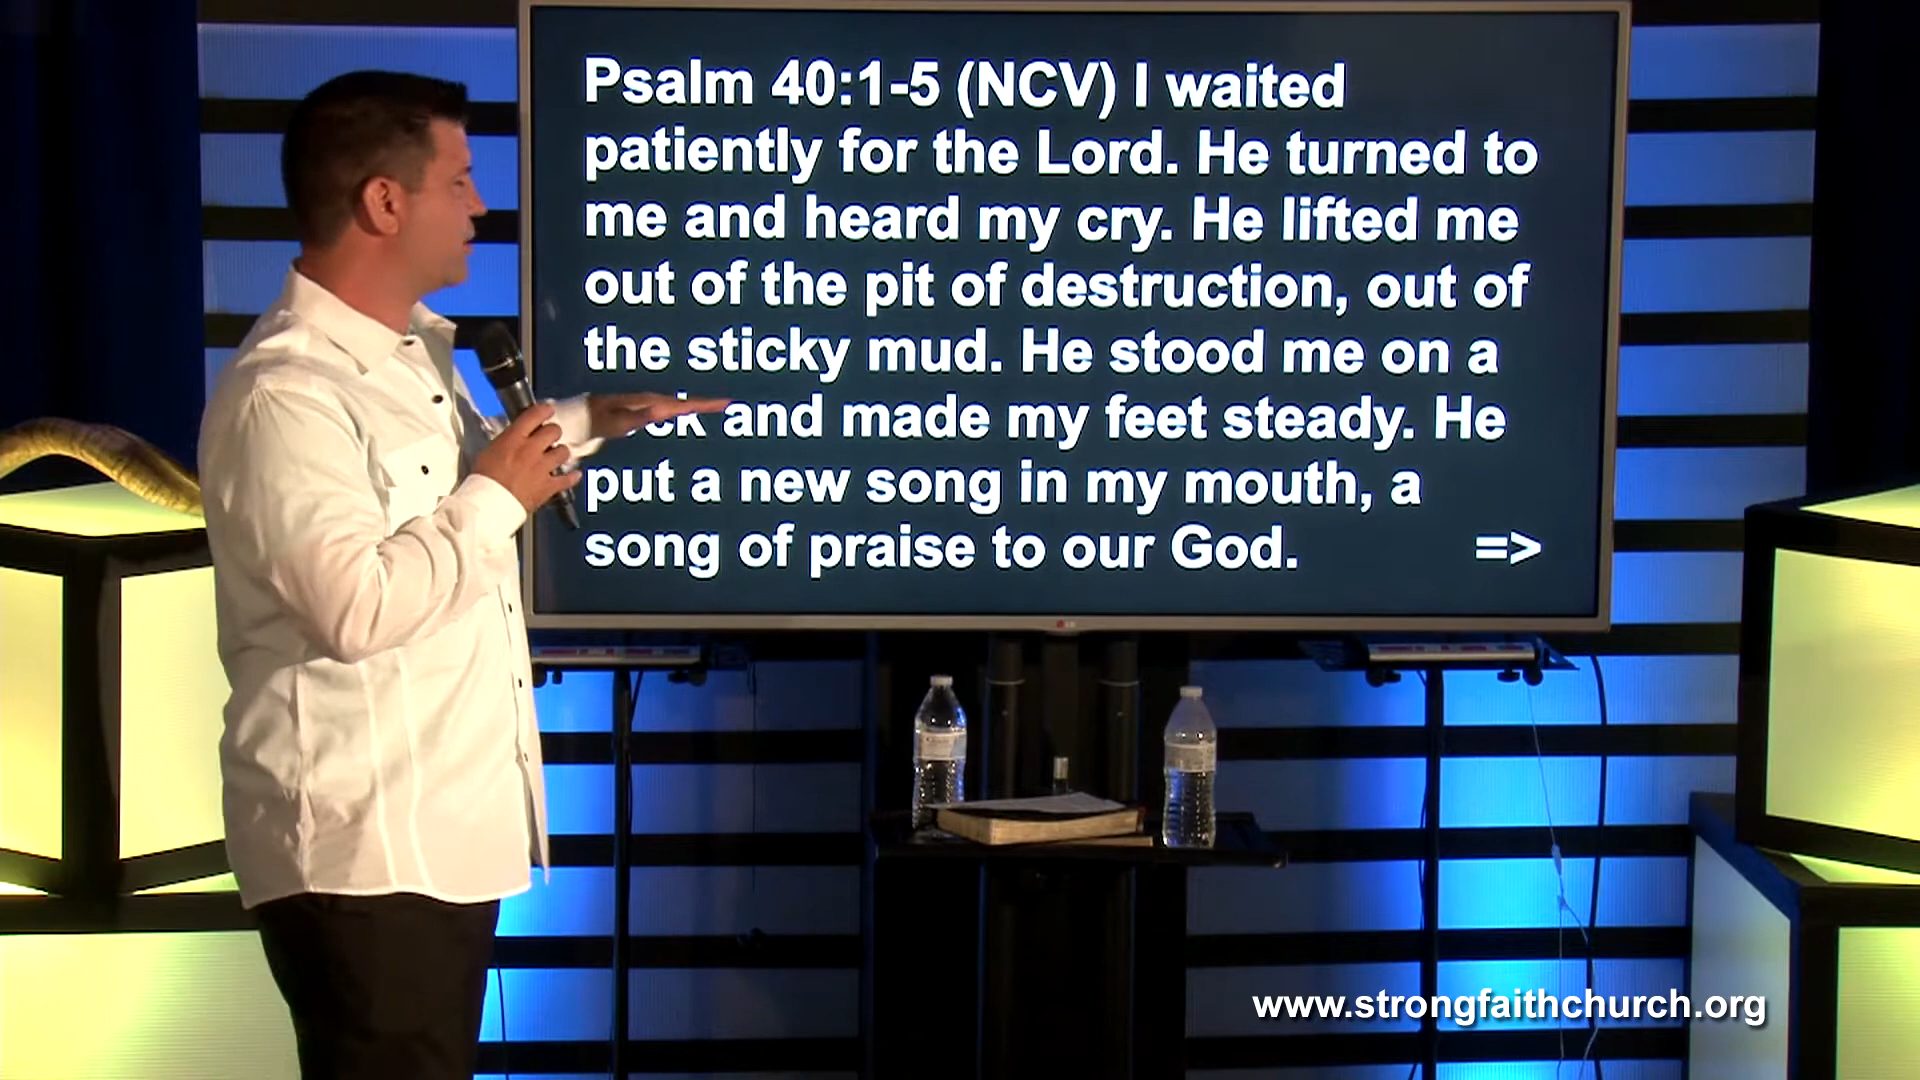 Psalm 40:1-5 (NCV) I waited
patiently for the Lord. He turned to
me and heard my cry. He lifted me
out of the pit of destruction, out of
the sticky mud. He stood me on a
and made my feet steady. He
put a new song in my mouth, a
song of praise to our God. =>
LG
www.strongfaithchurch.org